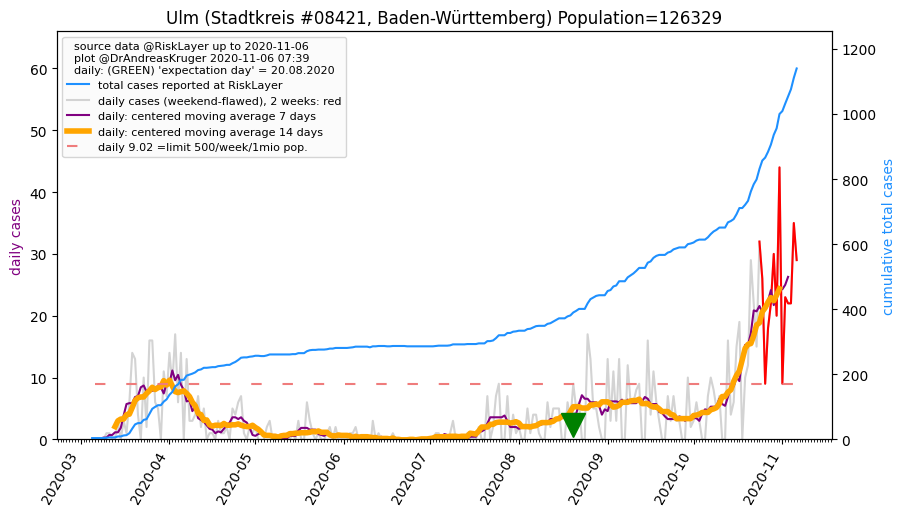 Ulm (Stadtkreis #08421, Baden-Württemberg) Population=126329
source data @RiskLayer up to 2020-11-06
plot @DrAndreasKruger 2020-11-06 07:39
daily: (GREEN) 'expectation day' = 20.08.2020
total cases reported at RiskLayer
daily cases (weekend-flawed), 2 weeks: red
daily: centered moving average 7 days
daily: centered moving average 14 days
daily 9.02 =limit 500/week/1mio pop.
daily cases
60
50
40
30
20
10
0
1200
1000
800
600
400
200
0
cumulative total cases
2020-03
2020-04
2020-05
2020-06
2020-07
2020-08
2020-09
2020-10
2020-11